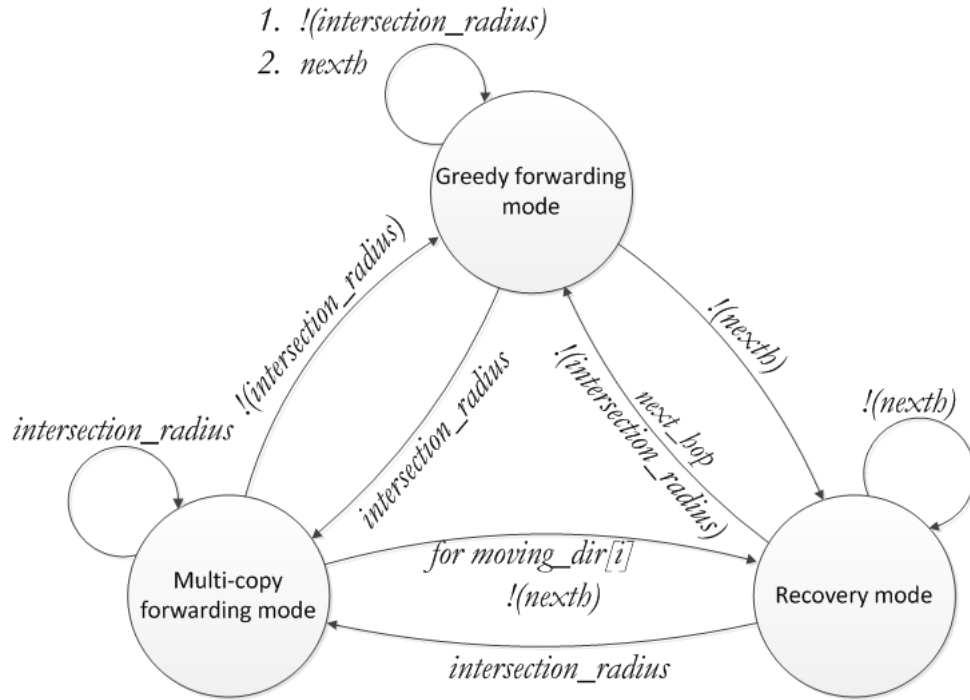 1. !(intersection_radius)
2. nexth
Greedy forwarding
mode
!(intersection_radius)
intersection_radius
!(intersection_radius)
next_hop
!(nexth)
!(nexth)
intersection_radius
Multi-copy
forwarding mode
for moving_dir[i]
!(nexth)
Recovery mode
intersection_radius